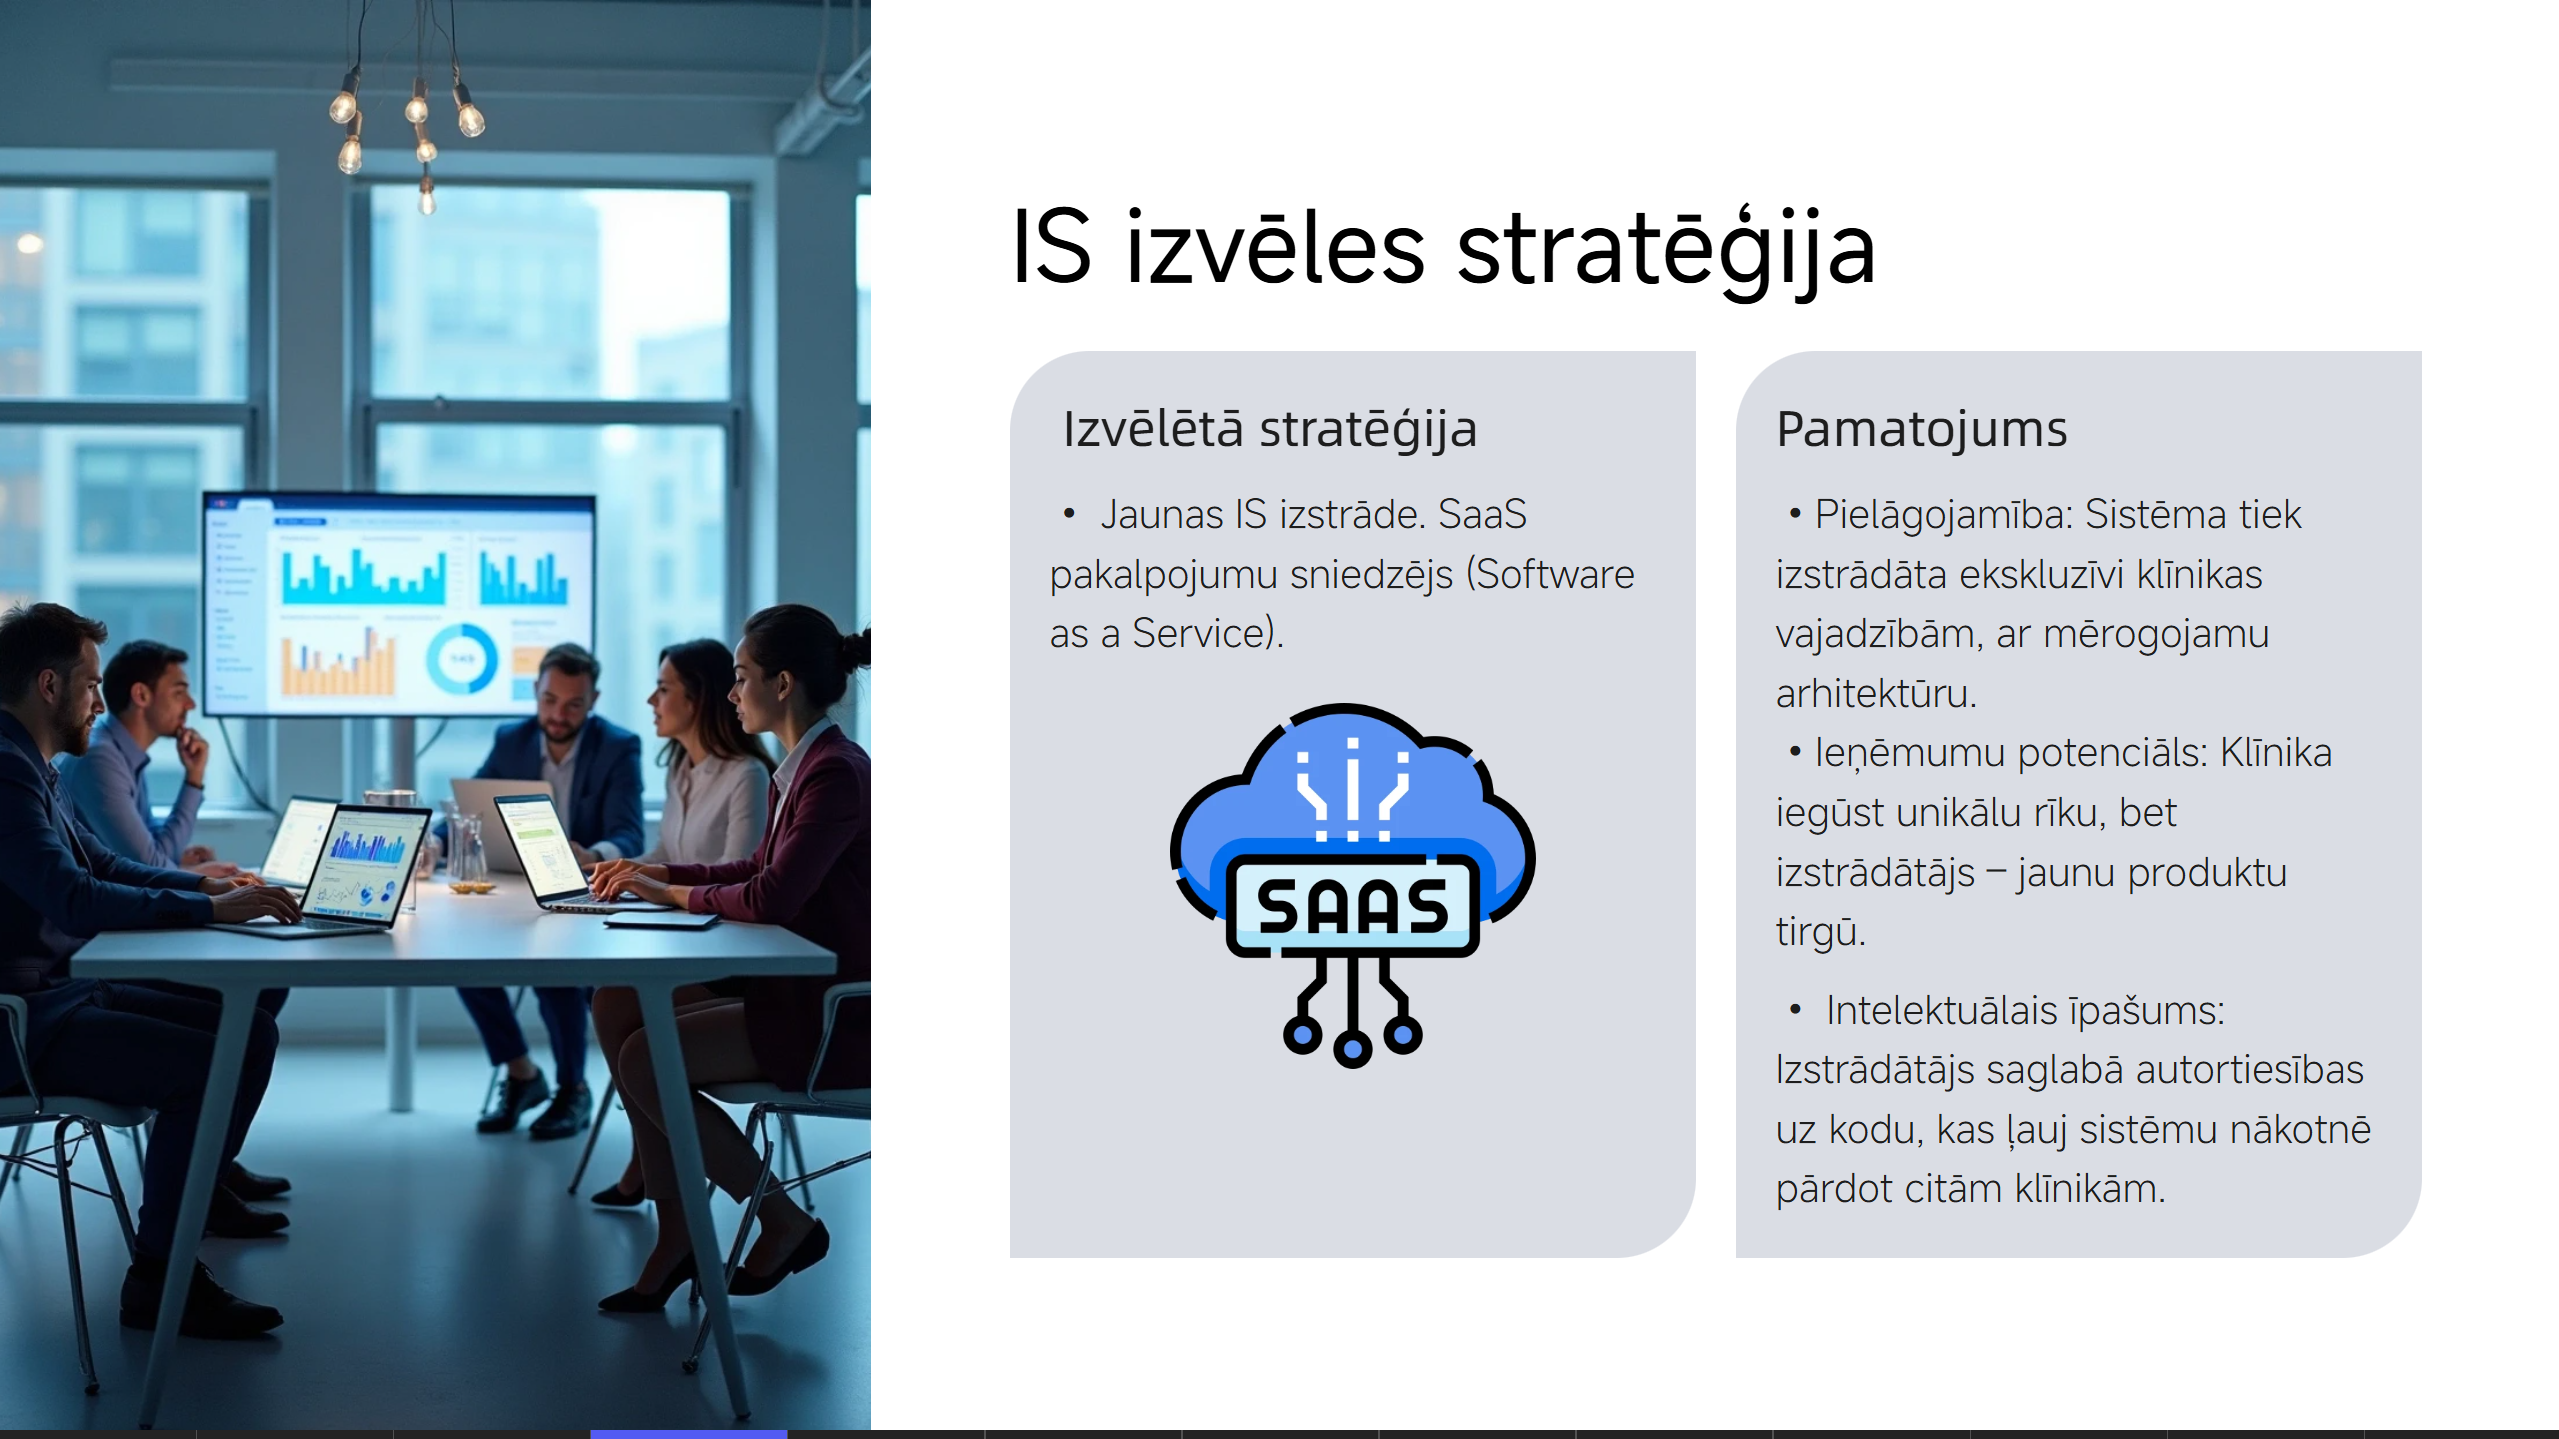 IS izvēles stratēģija
Izvēlētā stratēģija
• Jaunas IS izstrāde. SaaS
pakalpojumu sniedzējs (Software
as a Service).
SAAS
Pamatojums
• Pielāgojamība: Sistēma tiek
izstrādāta ekskluzīvi klīnikas
vajadzībām, ar mērogojamu
arhitektūru.
• Ieņēmumu potenciāls: Klīnika
iegūst unikālu rīku, bet
izstrādātājs – jaunu produktu
tirgū.
• Intelektuālais īpašums:
Izstrādātājs saglabā autortiesības
uz kodu, kas ļauj sistēmu nākotnē
pārdot citām klīnikām.